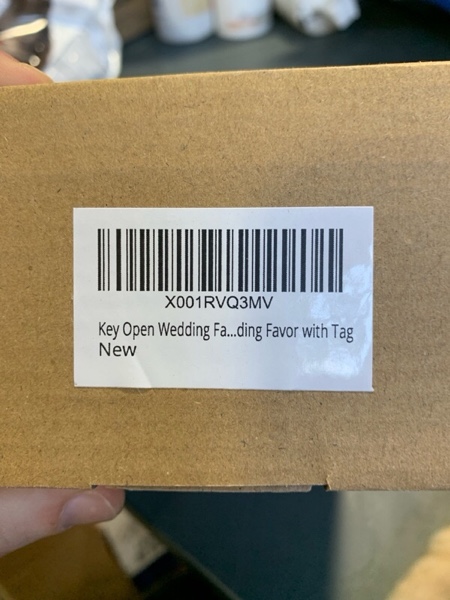 X001RVQ3MV
Key Open Wedding Fa...ding Favor with Tag
New